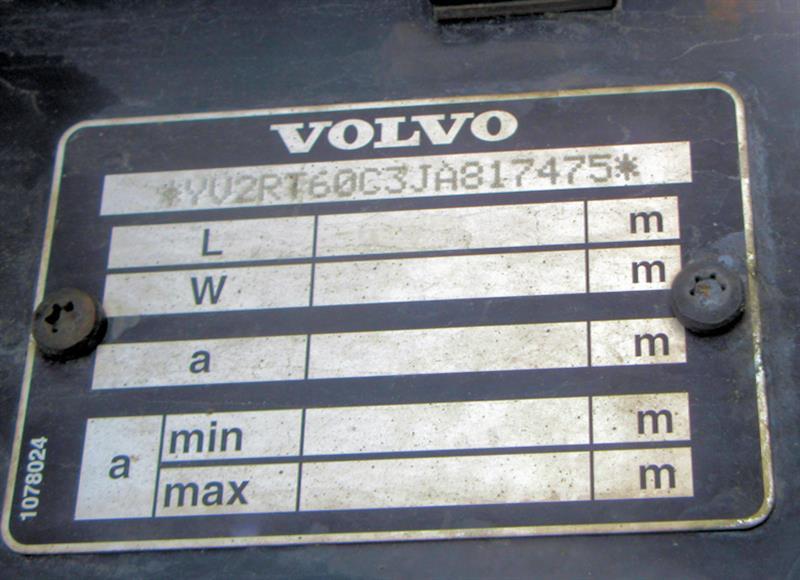 VOLVO
*YV2RT60C3JA817475*
L m
W m
a m
a min m
max m
1078024